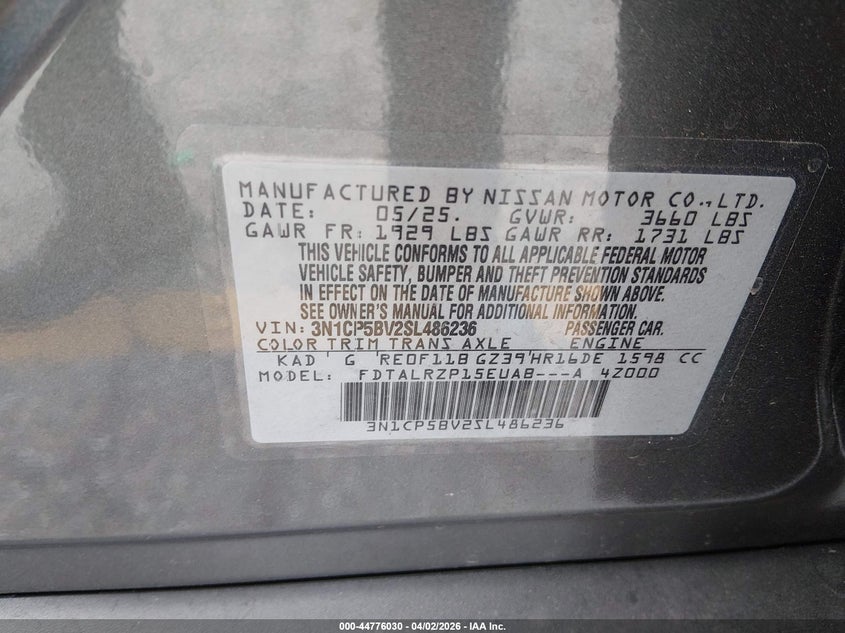 MANUFACTURED BY NISSAN MOTOR CO.,LTD.
DATE: 05/25. GVWR: 3660 LBS
GAWR FR: 1929 LBS GAWR RR: 1731 LBS
THIS VEHICLE CONFORMS TO ALL APPLICABLE FEDERAL MOTOR
VEHICLE SAFETY, BUMPER AND THEFT PREVENTION STANDARDS
IN EFFECT ON THE DATE OF MANUFACTURE SHOWN ABOVE.
SEE OWNER'S MANUAL FOR ADDITIONAL INFORMATION.
VIN: 3N1CP5BV2SL486236 PASSENGER CAR.
COLOR TRIM TRANS AXLE ENGINE
KAD G RE0F11B GZ39 HR16DE 1598 CC
MODEL: FDTALRZP15EUAB---A 4Z000
3N1CP5BV2SL486236
000-44776030 - 04/02/2026 - IAA Inc.